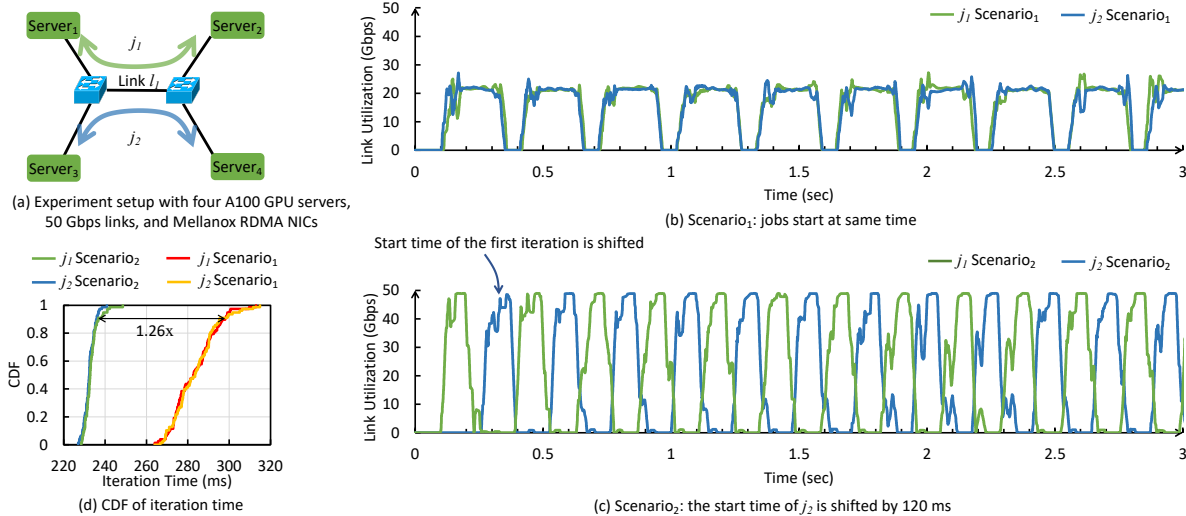 Server1
Server2
j1
Link l1
j2
Server3
Server4
(a) Experiment setup with four A100 GPU servers,
50 Gbps links, and Mellanox RDMA NICs
j1 Scenario1
j2 Scenario1
Link Utilization (Gbps)
50
40
30
20
10
0
0
0.5
1
1.5
2
2.5
3
Time (sec)
(b) Scenario1: jobs start at same time
Start time of the first iteration is shifted
j1 Scenario2
j2 Scenario2
Link Utilization (Gbps)
50
40
30
20
10
0
0
0.5
1
1.5
2
2.5
3
Time (sec)
(c) Scenario2: the start time of j2 is shifted by 120 ms
j1 Scenario2
j1 Scenario1
j2 Scenario2
j2 Scenario1
CDF
1
0.8
0.6
0.4
0.2
0
1.26x
220
240
260
280
300
320
Iteration Time (ms)
(d) CDF of iteration time